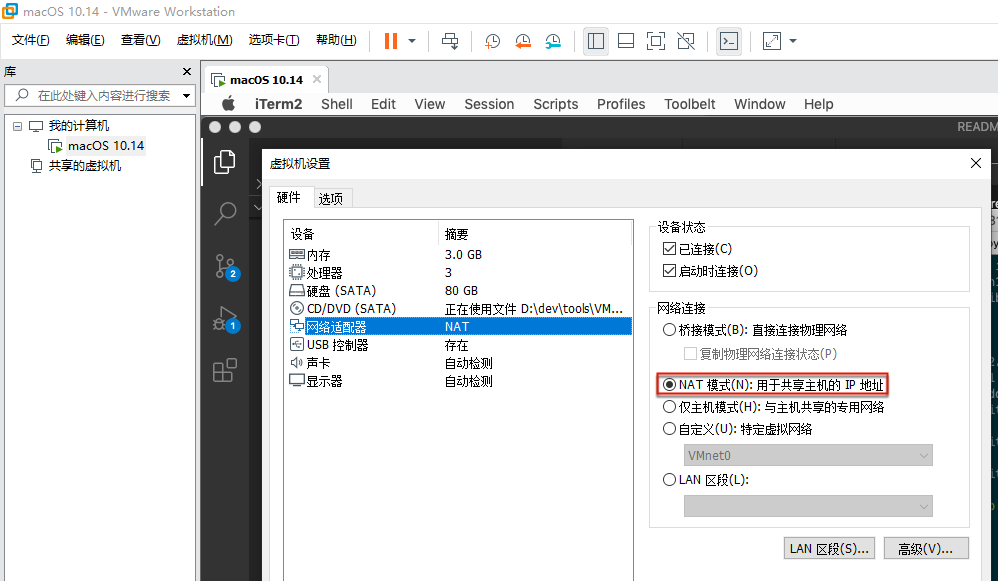 macOS 10.14 - VMware Workstation
文件(F) 编辑(E) 查看(V) 虚拟机(M) 选项卡(T) 帮助(H)
库
在此处键入内容进行搜索
我的计算机
macOS 10.14
共享的虚拟机
macOS 10.14
iTerm2 Shell Edit View Session Scripts Profiles Toolbelt Window Help
READM
2
1
虚拟机设置
硬件 选项
设备 摘要
内存 3.0 GB
处理器 3
硬盘 (SATA) 80 GB
CD/DVD (SATA) 正在使用文件 D:\dev\tools\VM...
网络适配器 NAT
USB 控制器 存在
声卡 自动检测
显示器 自动检测
设备状态
已连接(C)
启动时连接(O)
网络连接
桥接模式(B): 直接连接物理网络
复制物理网络连接状态(P)
NAT 模式(N): 用于共享主机的 IP 地址
仅主机模式(H): 与主机共享的专用网络
自定义(U): 特定虚拟网络
VMnet0
LAN 区段(L):
LAN 区段(S)... 高级(V)...